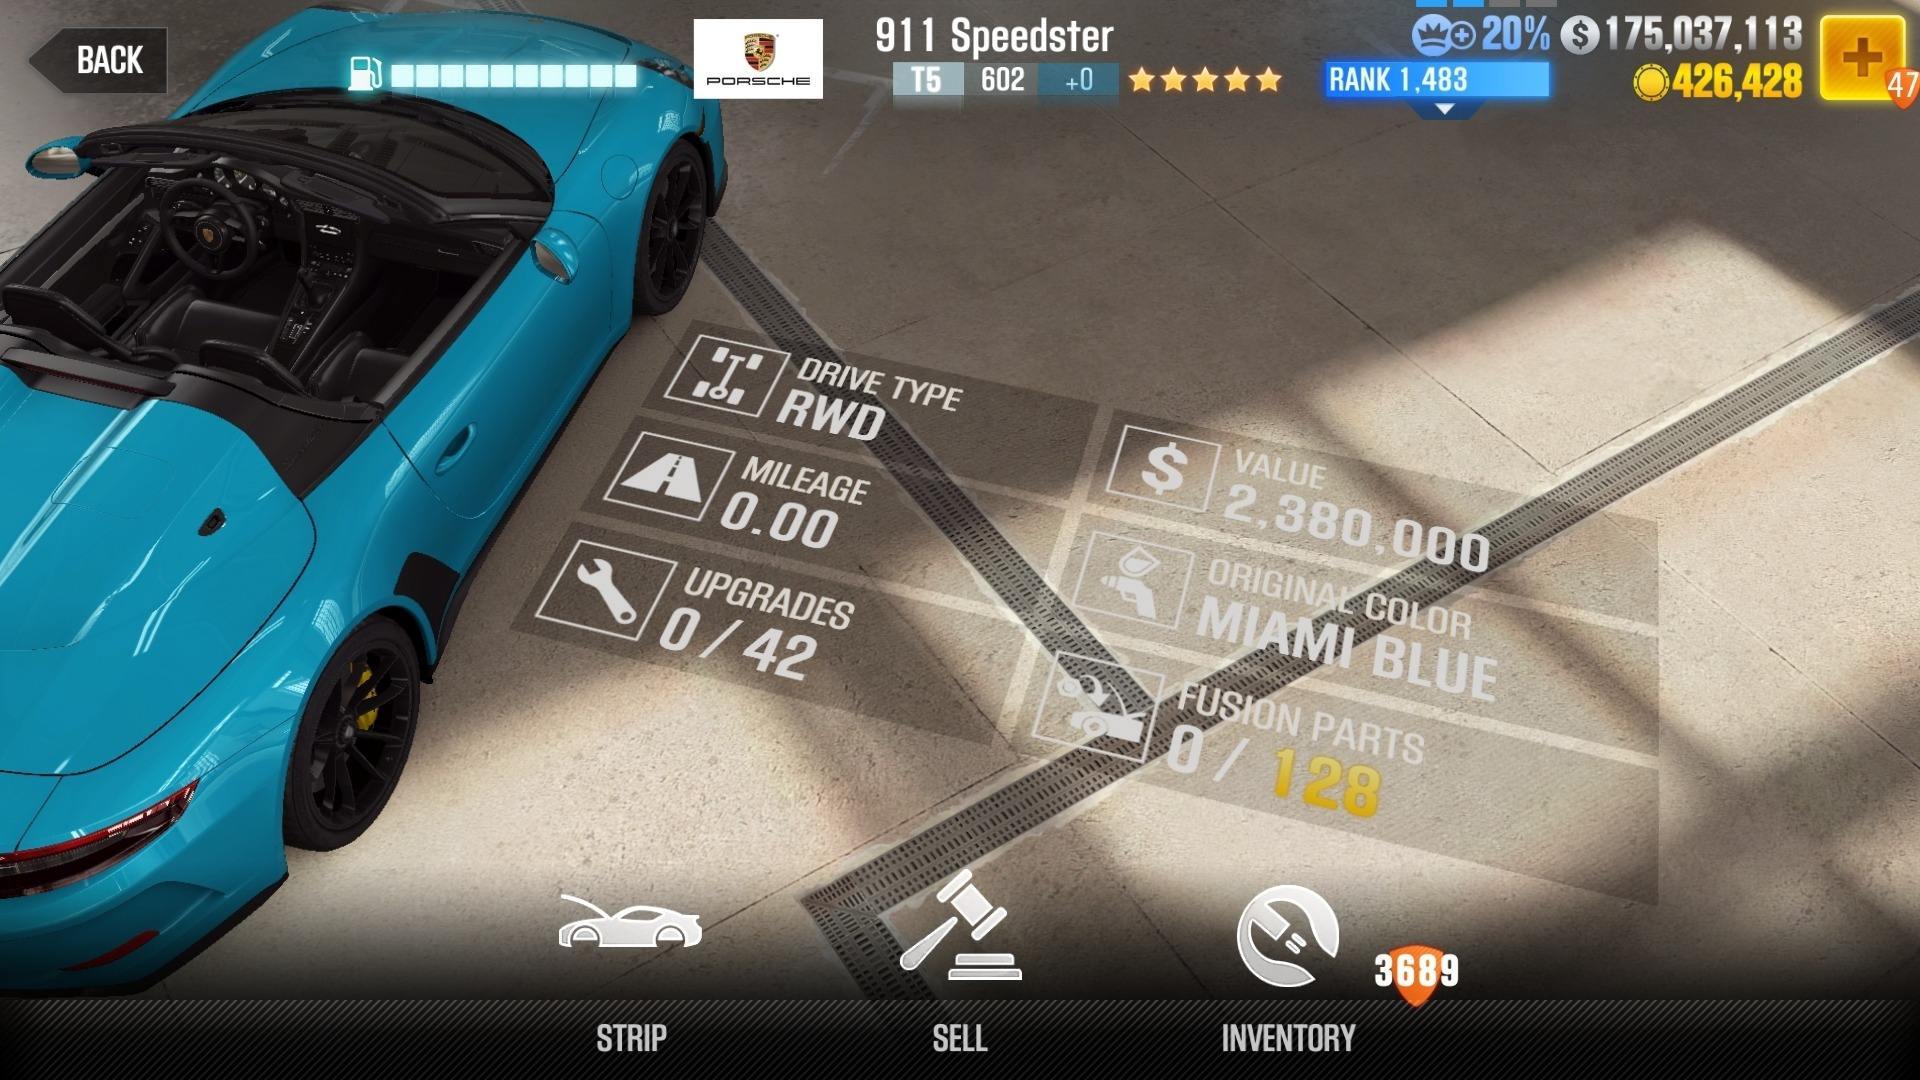 BACK
PORSCHE
911 Speedster
T5 602 +0
20%
175,037,113
RANK 1,483
426,428
47
DRIVE TYPE
RWD
MILEAGE
0.00
UPGRADES
0 / 42
VALUE
2,380,000
ORIGINAL COLOR
MIAMI BLUE
FUSION PARTS
0 / 128
3689
STRIP
SELL
INVENTORY